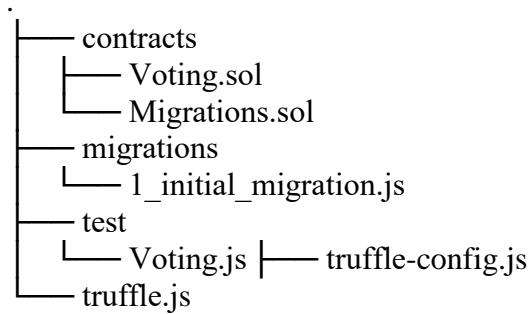 .
├── contracts
│   ├── Voting.sol
│   └── Migrations.sol
├── migrations
│   └── 1_initial_migration.js
├── test
│   └── Voting.js ├── truffle-config.js
└── truffle.js